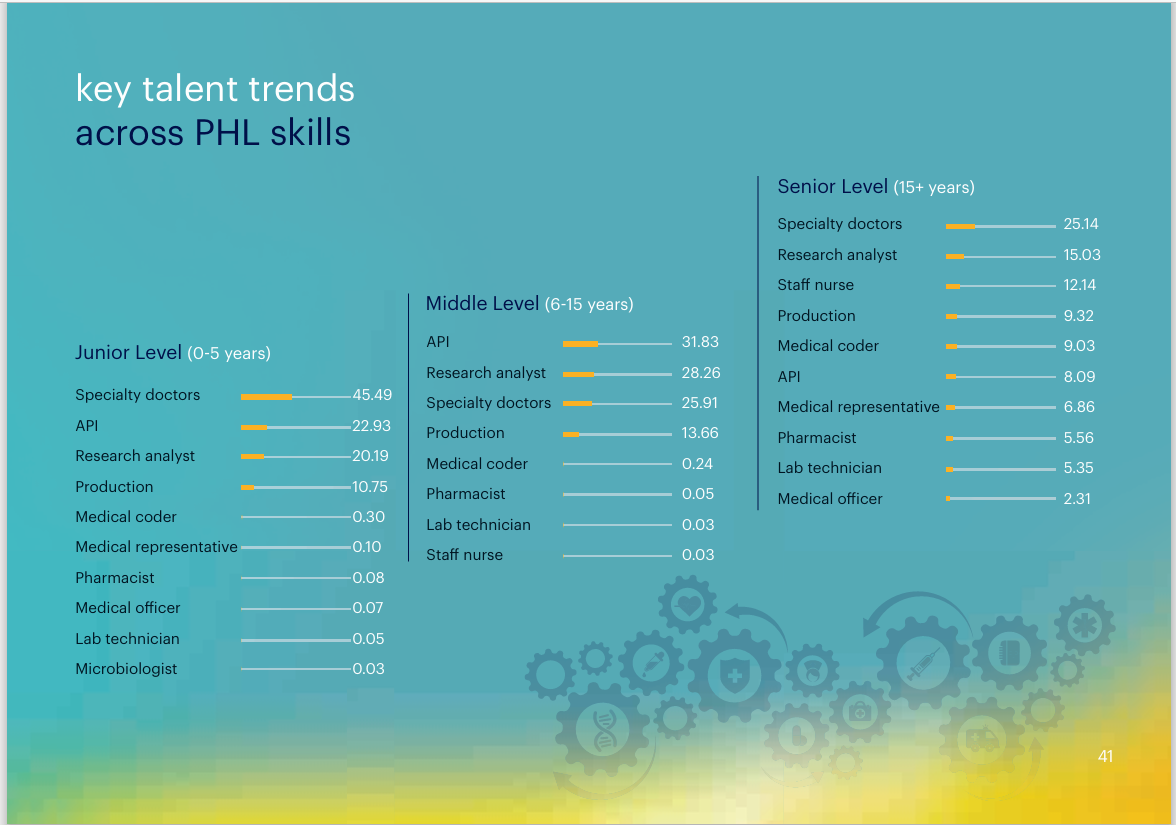 key talent trends
across PHL skills
Junior Level (0-5 years)
Specialty doctors 45.49
API 22.93
Research analyst 20.19
Production 10.75
Medical coder 0.30
Medical representative 0.10
Pharmacist 0.08
Medical officer 0.07
Lab technician 0.05
Microbiologist 0.03
Middle Level (6-15 years)
API 31.83
Research analyst 28.26
Specialty doctors 25.91
Production 13.66
Medical coder 0.24
Pharmacist 0.05
Lab technician 0.03
Staff nurse 0.03
Senior Level (15+ years)
Specialty doctors 25.14
Research analyst 15.03
Staff nurse 12.14
Production 9.32
Medical coder 9.03
API 8.09
Medical representative 6.86
Pharmacist 5.56
Lab technician 5.35
Medical officer 2.31
41